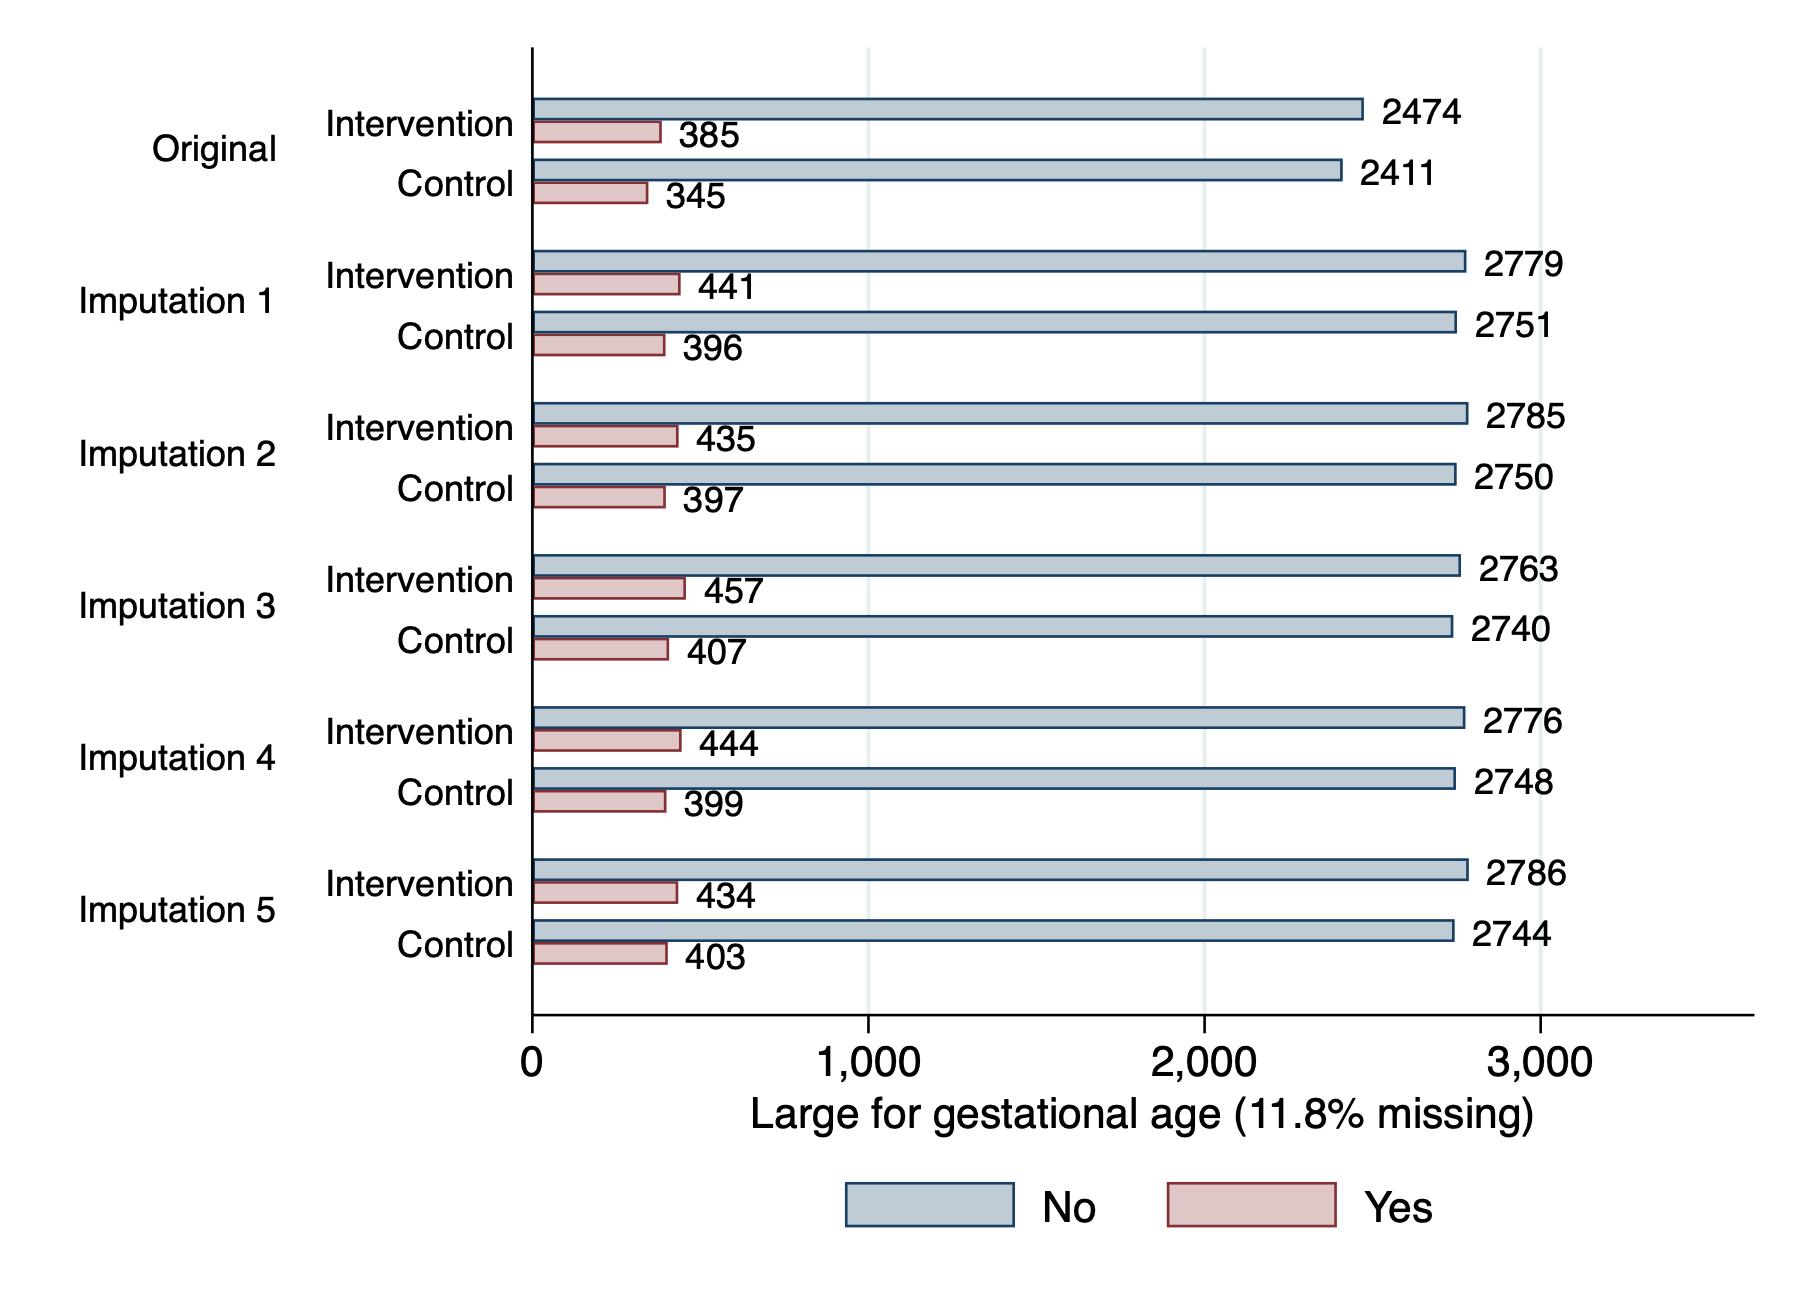 Original
Intervention
2474
385
Control
2411
345
Imputation 1
Intervention
2779
441
Control
2751
396
Imputation 2
Intervention
2785
435
Control
2750
397
Imputation 3
Intervention
2763
457
Control
2740
407
Imputation 4
Intervention
2776
444
Control
2748
399
Imputation 5
Intervention
2786
434
Control
2744
403
0 1,000 2,000 3,000
Large for gestational age (11.8% missing)
No Yes